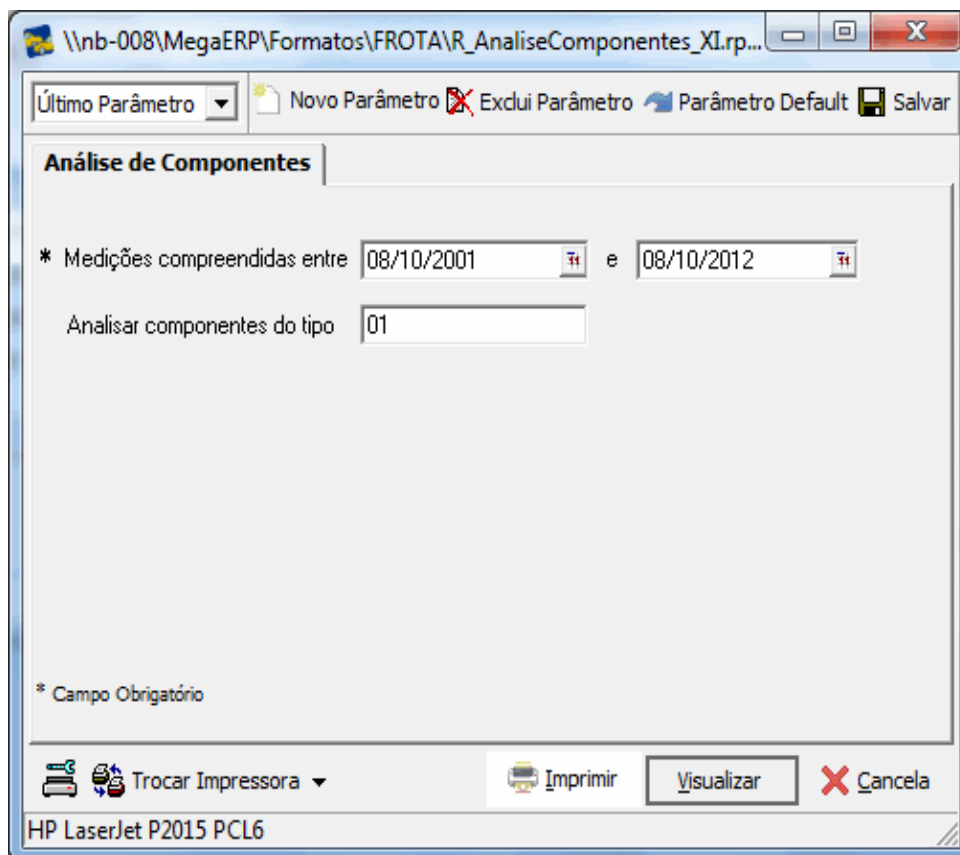 \\nb-008\MegaERP\Formatos\FROTA\R_AnaliseComponentes_XI.rp...
Último Parâmetro Novo Parâmetro Exclui Parâmetro Parâmetro Default Salvar
Análise de Componentes
* Medições compreendidas entre 08/10/2001 e 08/10/2012
Analisar componentes do tipo 01
* Campo Obrigatório
Trocar Impressora Imprimir Visualizar Cancela
HP LaserJet P2015 PCL6